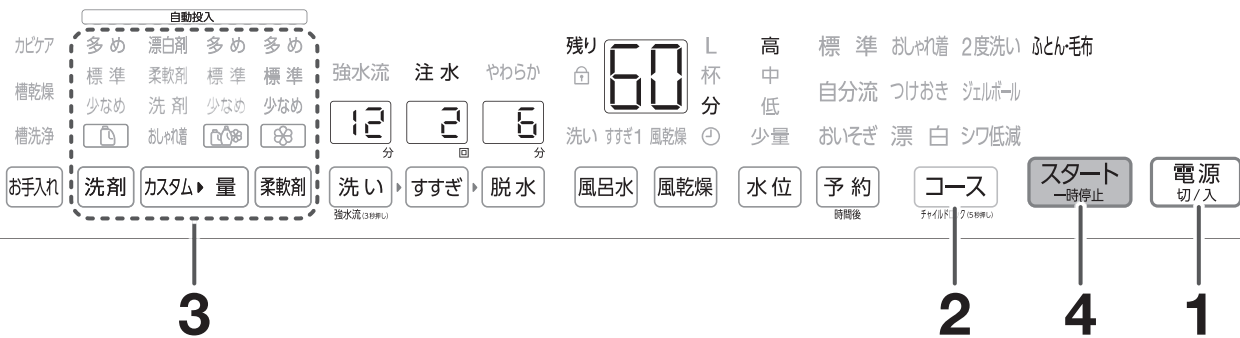 自動投入
カビケア 多め 漂白剤 多め 多め 残り 60 L 高 標準 おしゃれ着 2度洗い ふとん・毛布
槽乾燥 標準 柔軟剤 標準 標準 強水流 注水 やわらか 杯 中 自分流 つけおき ジェルボール
少なめ 洗剤 少なめ 少なめ 12 2 6 分 低
槽洗浄 おしゃれ着 分 回 分 洗い すすぎ1 風乾燥 少量 おいそぎ 漂白 シワ低減
お手入れ 洗剤 カスタム 量 柔軟剤 洗い すすぎ 脱水 風呂水 風乾燥 水位 予約 コース スタート 電源
一時停止 切/入
強水流(3秒押し) 時間後 チャイルドロック(5秒押し)
3 2 4 1